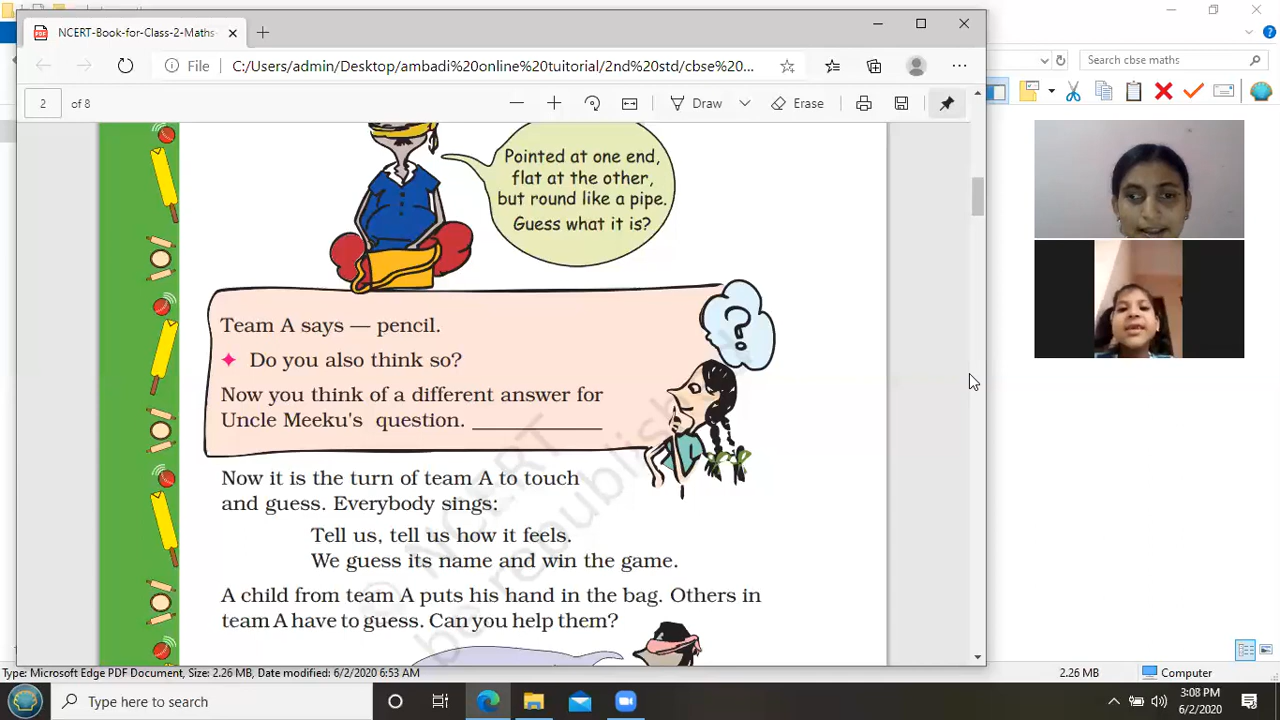 NCERT-Book-for-Class-2-Maths-
File
C:/Users/admin/Desktop/ambadi%20online%20tuitorial/2nd%20std/cbse%20...
Search cbse maths
2
of 8
Draw
Erase
Pointed at one end,
flat at the other,
but round like a pipe.
Guess what it is?
Team A says — pencil.
Do you also think so?
Now you think of a different answer for
Uncle Meeku's question. ____________
?
Now it is the turn of team A to touch
and guess. Everybody sings:
Tell us, tell us how it feels.
We guess its name and win the game.
A child from team A puts his hand in the bag. Others in
team A have to guess. Can you help them?
© NCERT
be republished
Type: Microsoft Edge PDF Document, Size: 2.26 MB, Date modified: 6/2/2020 6:53 AM
2.26 MB
Computer
Type here to search
3:08 PM
6/2/2020